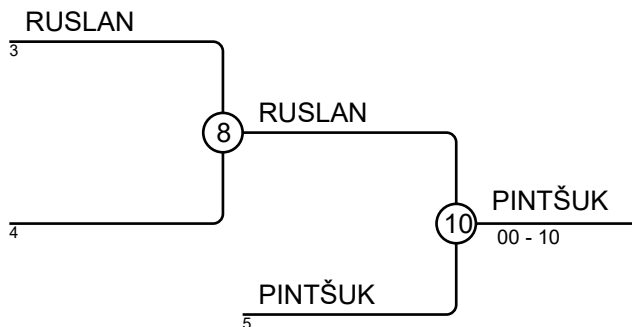 RUSLAN
3
8
RUSLAN
4
10
PINTŠUK
00 - 10
PINTŠUK
5